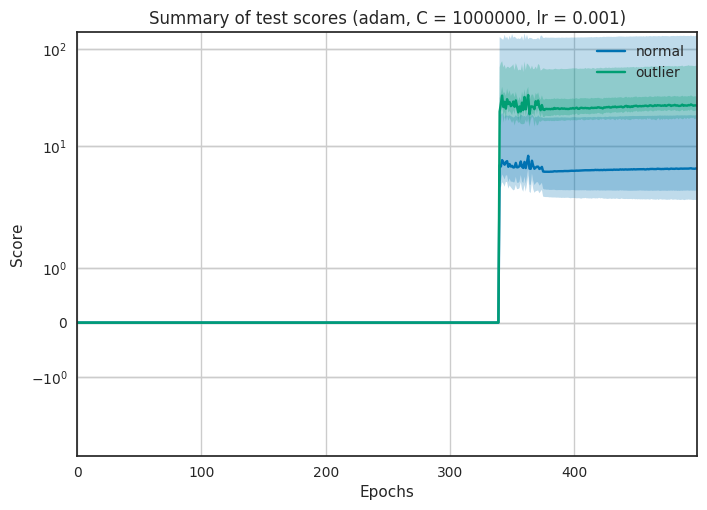 Summary of test scores (adam, C = 1000000, lr = 0.001)
normal
outlier
10²
10¹
10⁰
0
−10⁰
Score
0 100 200 300 400
Epochs